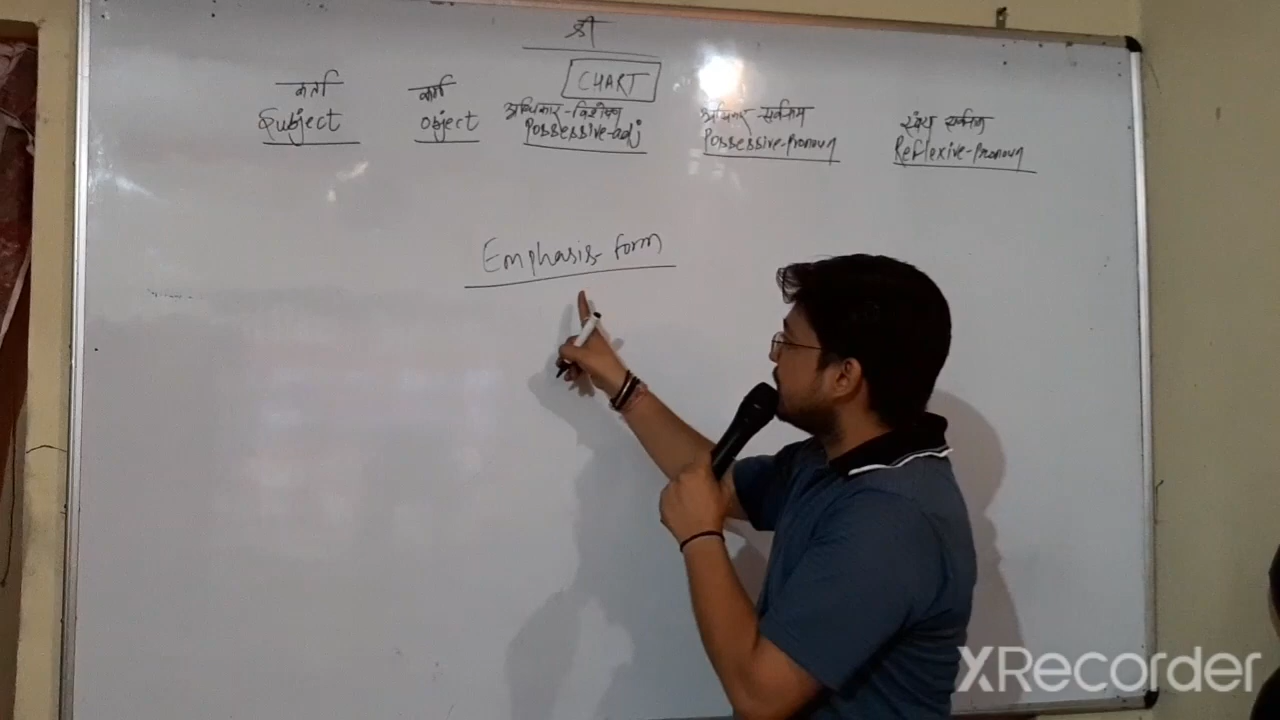 श्री
CHART
कर्ता
Subject
कर्म
Object
अधिकार-विशेषण
Possessive-adj
अधिकार-सर्वनाम
Possessive-Pronoun
स्वयं सर्वनाम
Reflexive-Pronoun
Emphasis form
XRecorder